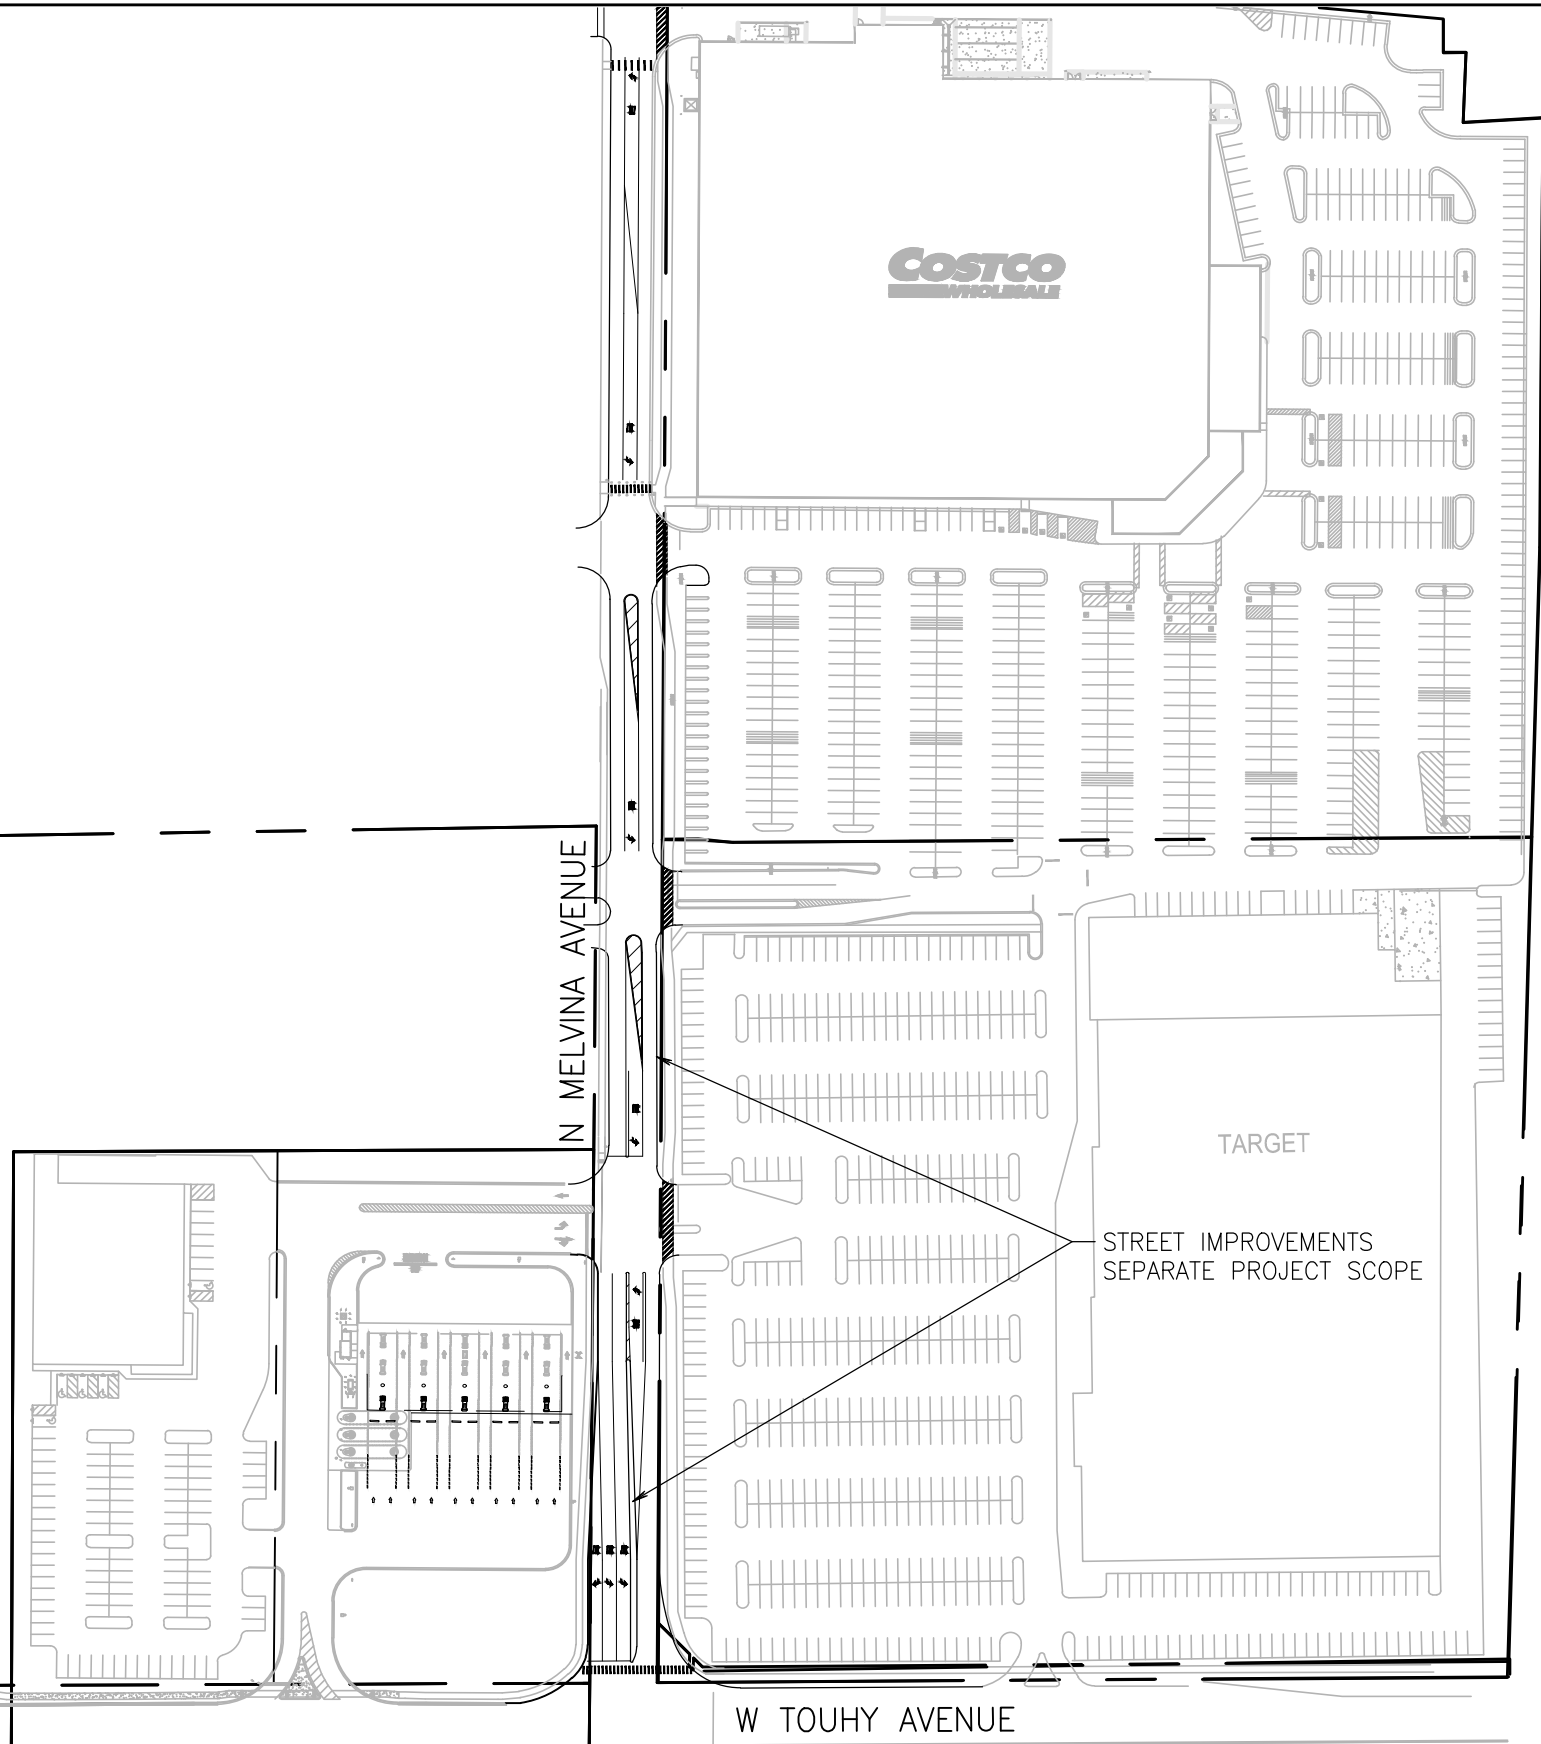 COSTCO
WHOLESALE
N MELVINA AVENUE
TARGET
STREET IMPROVEMENTS
SEPARATE PROJECT SCOPE
W TOUHY AVENUE